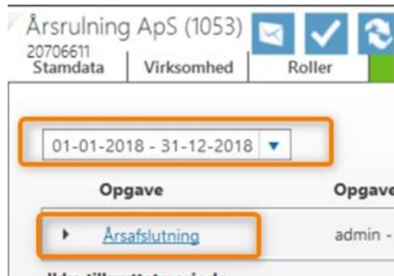 Årsrulning ApS (1053)
20706611
Stamdata Virksomhed Roller
01-01-2018 - 31-12-2018
Opgave Opgave
Årsafslutning admin -